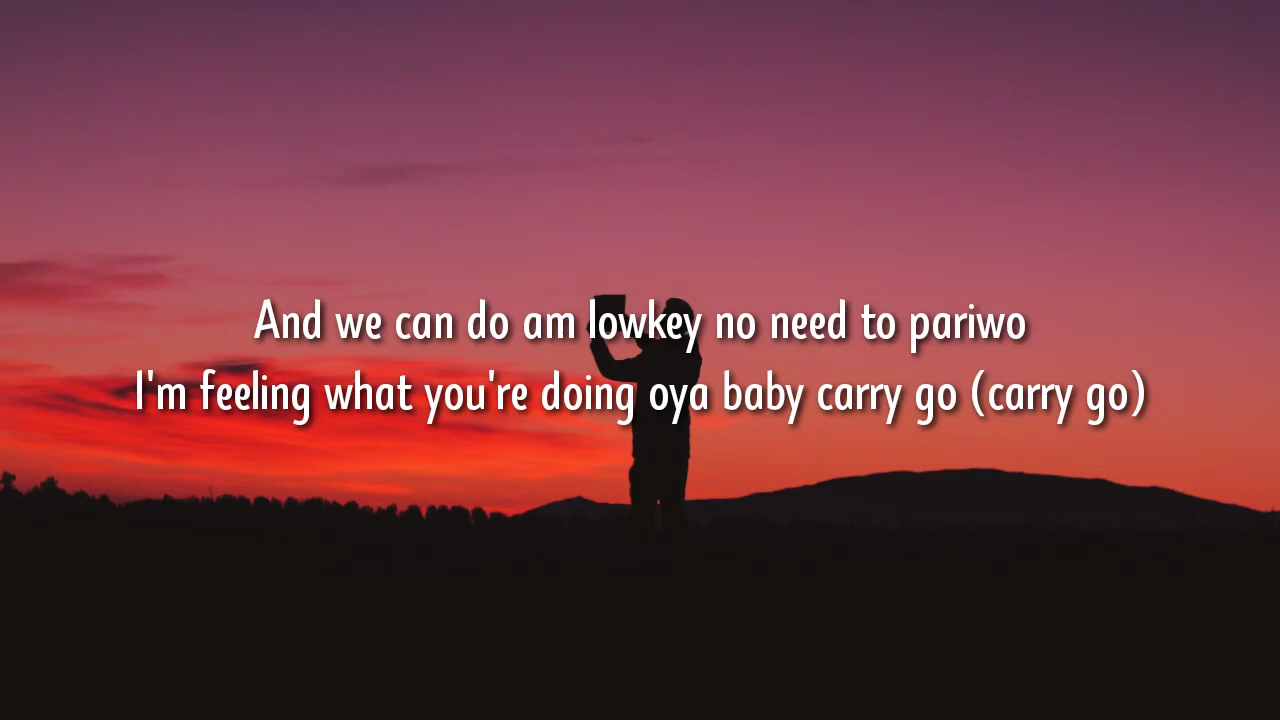 And we can do am lowkey no need to pariwo
I'm feeling what you're doing oya baby carry go (carry go)